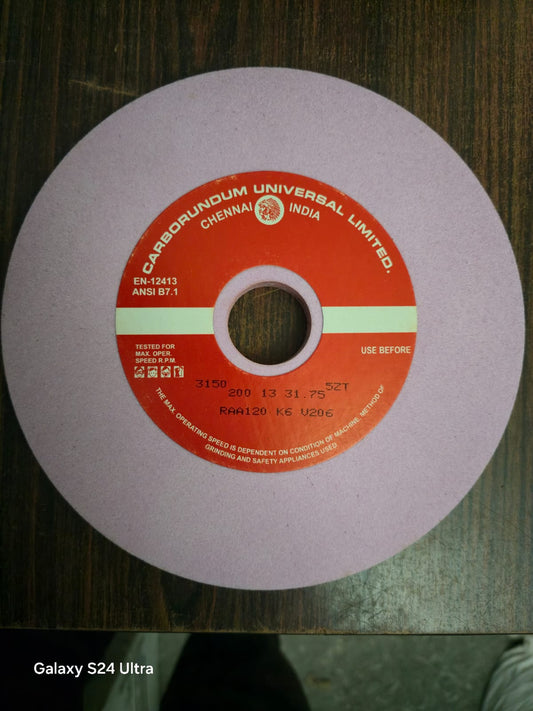 CARBORUNDUM UNIVERSAL LIMITED.
CHENNAI INDIA
EN-12413
ANSI B7.1
TESTED FOR
MAX. OPER.
SPEED R.P.M.
USE BEFORE
3150 5ZT
200 13 31.75
RAA120 K6 V206
THE MAX. OPERATING SPEED IS DEPENDENT ON CONDITION OF MACHINE, METHOD OF
GRINDING AND SAFETY APPLIANCES USED
Galaxy S24 Ultra